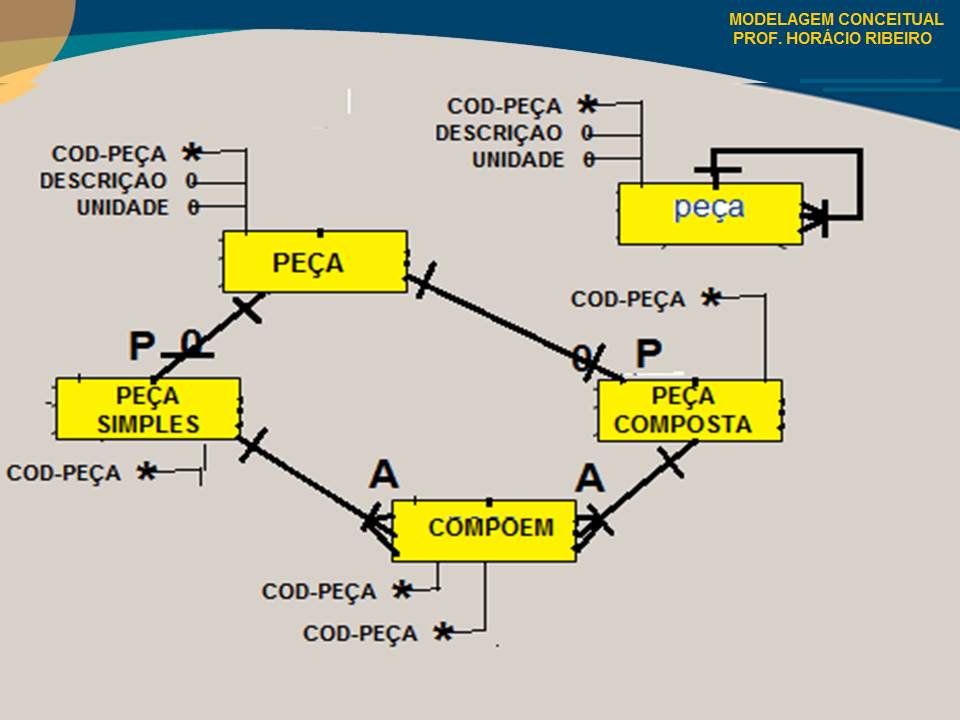 MODELAGEM CONCEITUAL
PROF. HORÁCIO RIBEIRO
COD-PEÇA *
DESCRIÇAO 0
UNIDADE 0
peça
COD-PEÇA *
DESCRIÇAO 0
UNIDADE 0
PEÇA
COD-PEÇA *
P 0
0 P
PEÇA
SIMPLES
PEÇA
COMPOSTA
COD-PEÇA *
A
A
COMPOEM
COD-PEÇA *
COD-PEÇA *